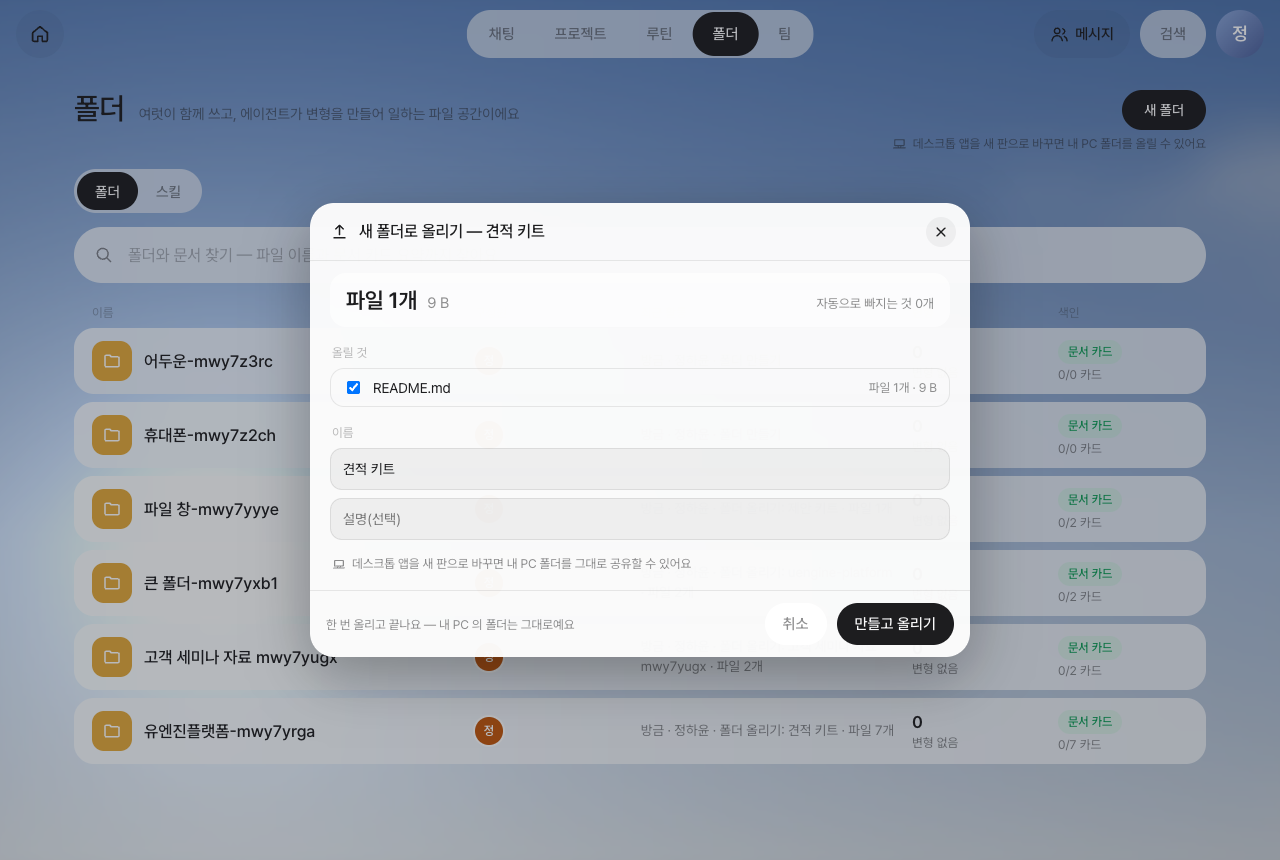 채팅
프로젝트
루틴
폴더
팀
메시지
검색
정
폴더
여럿이 함께 쓰고, 에이전트가 변형을 만들어 일하는 파일 공간이에요
새 폴더
데스크톱 앱을 새 판으로 바꾸면 내 PC 폴더를 올릴 수 있어요
폴더
스킬
폴더와 문서 찾기 — 파일 이름
이름
색인
어두운-mwy7z3rc
문서 카드
0/0 카드
휴대폰-mwy7z2ch
문서 카드
0/0 카드
파일 창-mwy7yyye
문서 카드
0/2 카드
큰 폴더-mwy7yxb1
문서 카드
0/2 카드
고객 세미나 자료 mwy7yugx
mwy7yugx · 파일 2개
변형 없음
문서 카드
0/2 카드
유엔진플랫폼-mwy7yrga
정
방금 · 정하윤 · 폴더 올리기: 견적 키트 · 파일 7개
0
변형 없음
문서 카드
0/7 카드
새 폴더로 올리기 — 견적 키트
파일 1개 9 B
자동으로 빠지는 것 0개
올릴 것
README.md
파일 1개 · 9 B
이름
견적 키트
설명(선택)
데스크톱 앱을 새 판으로 바꾸면 내 PC 폴더를 그대로 공유할 수 있어요
한 번 올리고 끝나요 — 내 PC 의 폴더는 그대로예요
취소
만들고 올리기